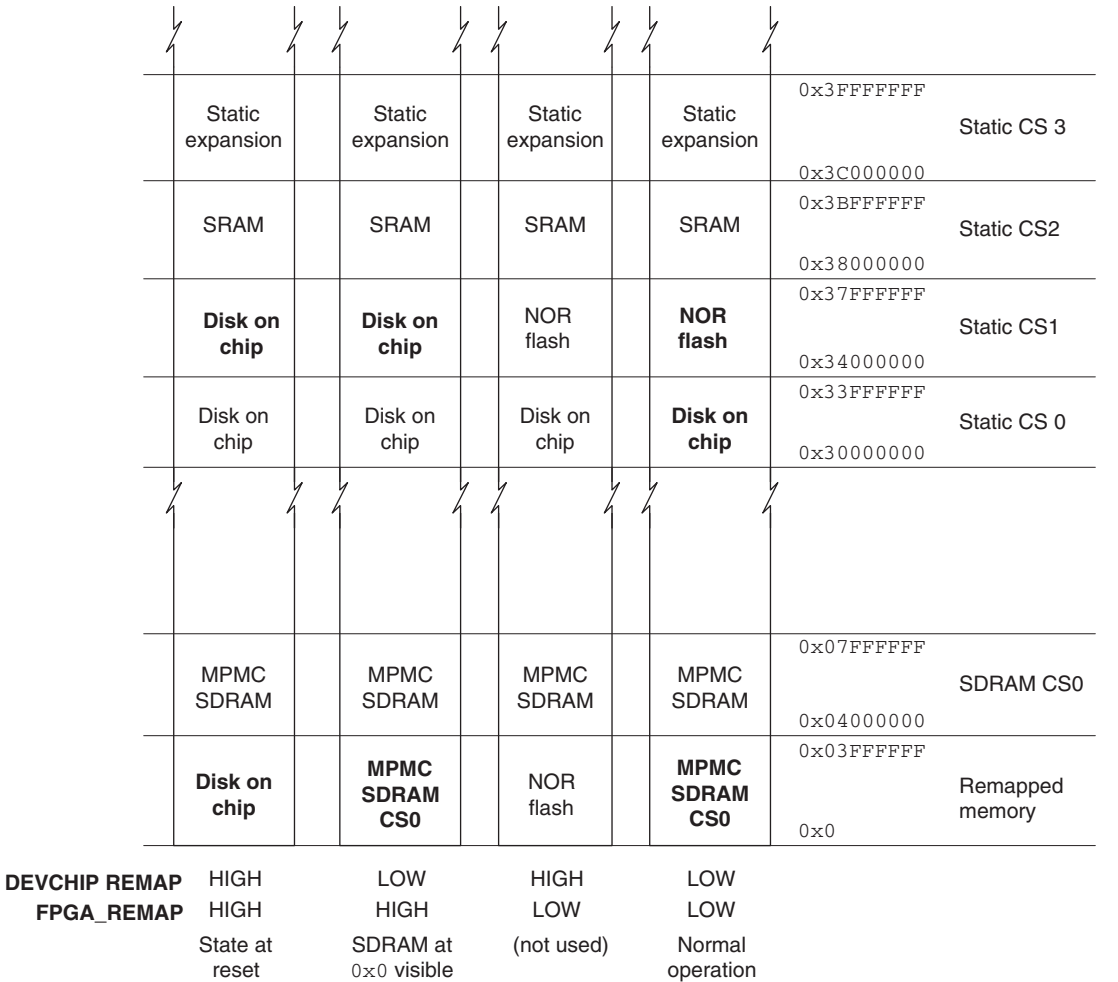 0x3FFFFFFF
Static Static Static Static
expansion expansion expansion expansion
Static CS 3
0x3C000000
0x3BFFFFFF
SRAM SRAM SRAM SRAM
Static CS2
0x38000000
0x37FFFFFF
Disk on Disk on NOR NOR
chip chip flash flash
Static CS1
0x34000000
0x33FFFFFF
Disk on Disk on Disk on Disk on
chip chip chip chip
Static CS 0
0x30000000
0x07FFFFFF
MPMC MPMC MPMC MPMC
SDRAM SDRAM SDRAM SDRAM
SDRAM CS0
0x04000000
0x03FFFFFF
Disk on
chip
MPMC
SDRAM
CS0
NOR
flash
MPMC
SDRAM
CS0
Remapped
memory
0x0
DEVCHIP REMAP HIGH LOW HIGH LOW
FPGA_REMAP HIGH HIGH LOW LOW
State at SDRAM at (not used) Normal
reset 0x0 visible operation